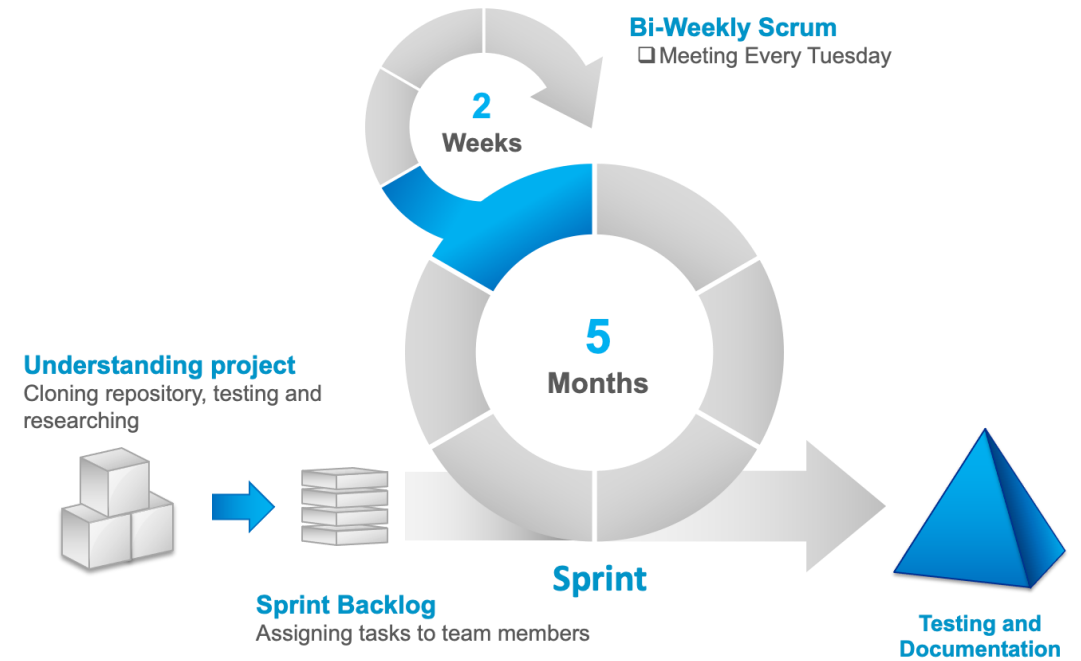 Bi-Weekly Scrum
❑ Meeting Every Tuesday
2
Weeks
5
Months
Understanding project
Cloning repository, testing and
researching
Sprint
Sprint Backlog
Assigning tasks to team members
Testing and
Documentation